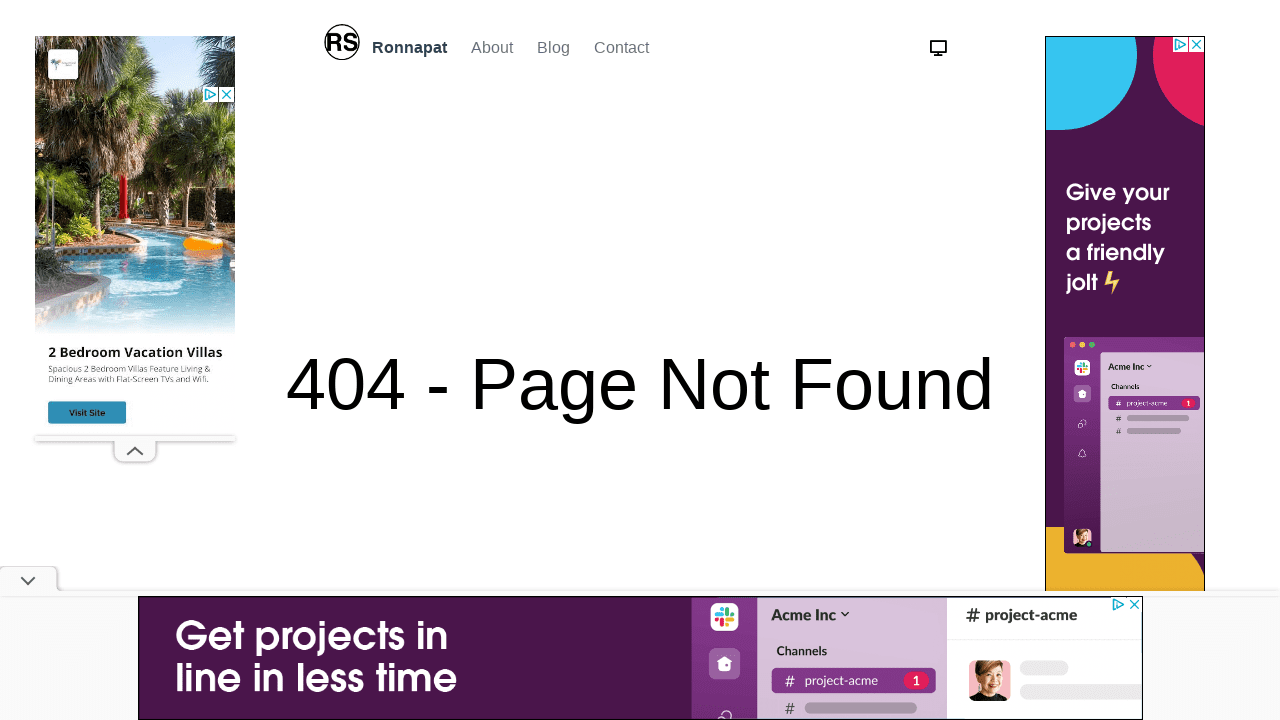 RS Ronnapat About Blog Contact
2 Bedroom Vacation Villas
Spacious 2 Bedroom Villas Feature Living &
Dining Areas with Flat-Screen TVs and Wifi.
Visit Site
404 - Page Not Found
Give your
projects
a friendly
jolt
Acme Inc
Channels
# project-acme 1
#
#
Get projects in
line in less time
Acme Inc
Channels
# project-acme 1
#
# project-acme